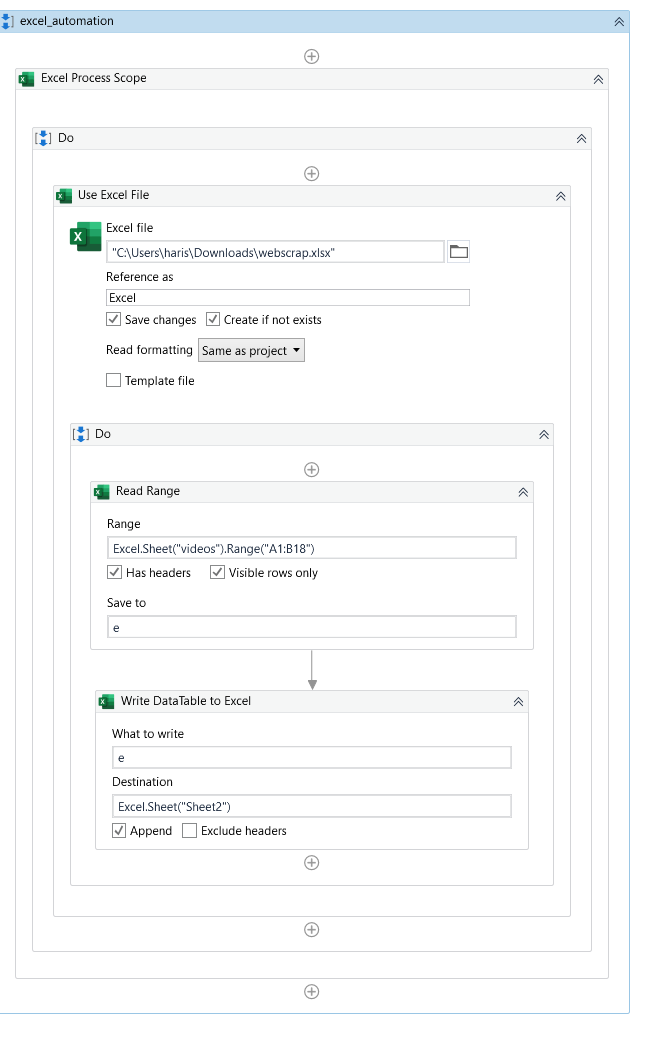 excel_automation
Excel Process Scope
Do
Use Excel File
Excel file
"C:\Users\haris\Downloads\webscrap.xlsx"
Reference as
Excel
Save changes Create if not exists
Read formatting Same as project
Template file
Do
Read Range
Range
Excel.Sheet("videos").Range("A1:B18")
Has headers Visible rows only
Save to
e
Write DataTable to Excel
What to write
e
Destination
Excel.Sheet("Sheet2")
Append Exclude headers